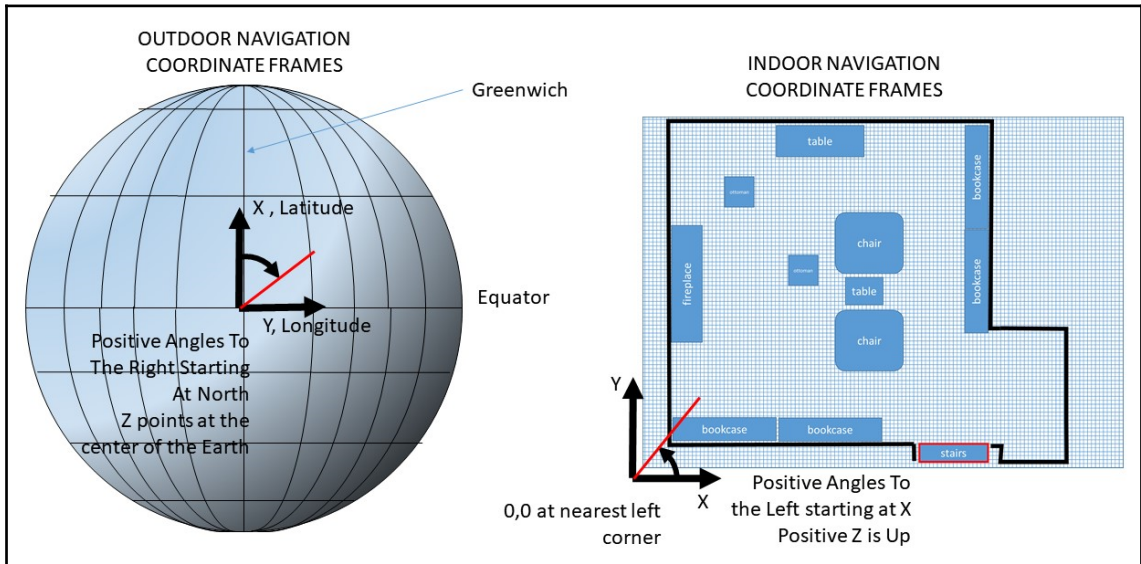 OUTDOOR NAVIGATION
COORDINATE FRAMES
Greenwich
X , Latitude
Equator
Y, Longitude
Positive Angles To
The Right Starting
At North
Z points at the
center of the Earth
INDOOR NAVIGATION
COORDINATE FRAMES
table
bookcase
ottoman
chair
fireplace
ottoman
table
bookcase
chair
Y
bookcase
bookcase
stairs
X
0,0 at nearest left
corner
Positive Angles To
the Left starting at X
Positive Z is Up